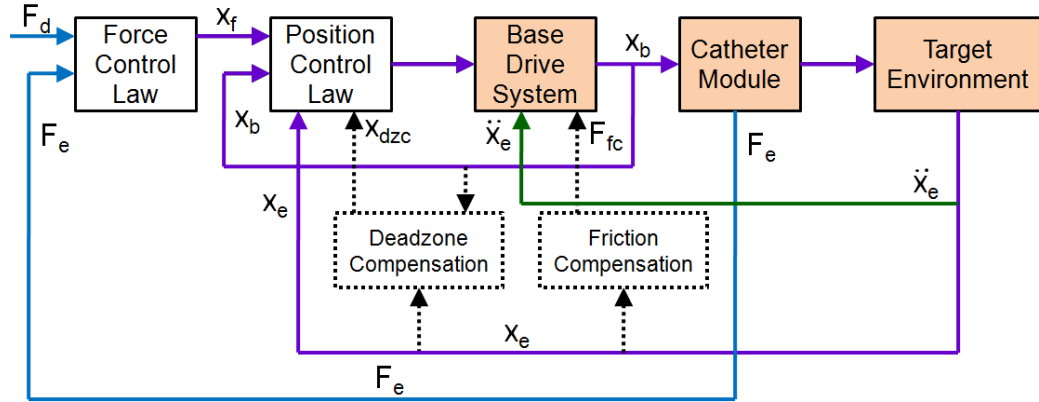 F_d
x_f
x_b
Force
Control
Law
Position
Control
Law
Base
Drive
System
Catheter
Module
Target
Environment
F_e
x_b
x_dzc
ẍ_e
F_fc
F_e
ẍ_e
x_e
Deadzone
Compensation
Friction
Compensation
x_e
F_e